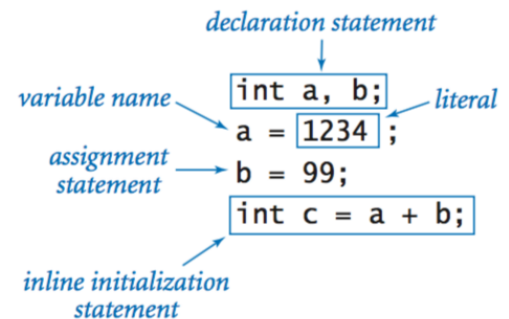 declaration statement
int a, b;
variable name
literal
a = 1234 ;
assignment
statement
b = 99;
int c = a + b;
inline initialization
statement